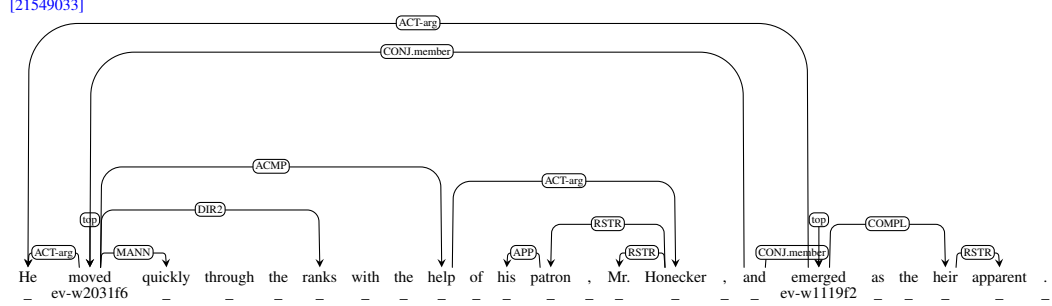 [21549033]
ACT-arg
CONJ.member
ACMP
ACT-arg
DIR2
top
top
RSTR
COMPL
ACT-arg
MANN
APP
RSTR
CONJ.member
RSTR
He moved quickly through the ranks with the help of his patron , Mr. Honecker , and emerged as the heir apparent .
_ ev-w2031f6 _ _ _ _ _ _ _ _ _ _ _ _ _ _ _ ev-w1119f2 _ _ _ _ _